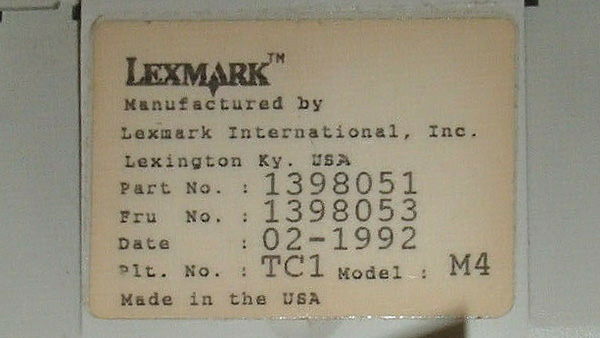 LEXMARK™
Manufactured by
Lexmark International, Inc.
Lexington Ky. USA
Part No. : 1398051
Fru No. : 1398053
Date : 02-1992
Plt. No. : TC1 Model : M4
Made in the USA